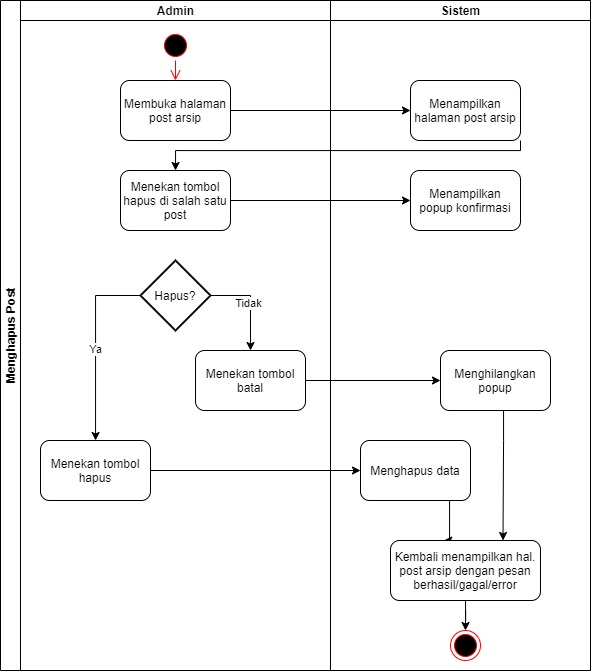 Admin
Sistem
Menghapus Post
Membuka halaman
post arsip
Menampilkan
halaman post arsip
Menekan tombol
hapus di salah satu
post
Menampilkan
popup konfirmasi
Hapus?
Tidak
Ya
Menekan tombol
batal
Menghilangkan
popup
Menekan tombol
hapus
Menghapus data
Kembali menampilkan hal.
post arsip dengan pesan
berhasil/gagal/error